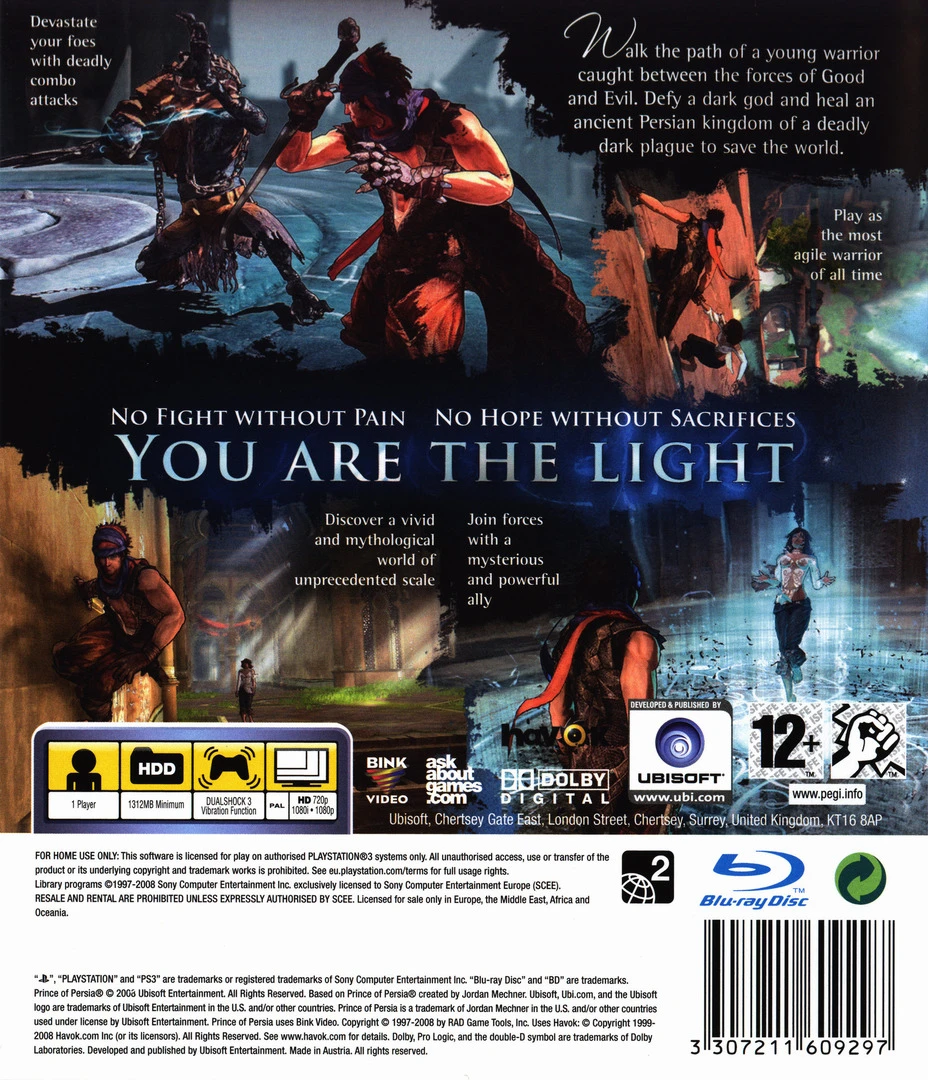 Devastate
your foes
with deadly
combo
attacks
Walk the path of a young warrior
caught between the forces of Good
and Evil. Defy a dark god and heal an
ancient Persian kingdom of a deadly
dark plague to save the world.
Play as
the most
agile warrior
of all time
No Fight without Pain No Hope without Sacrifices
You are the Light
Discover a vivid
and mythological
world of
unprecedented scale
Join forces
with a
mysterious
and powerful
ally
HDD
1 Player
1312MB Minimum
DUALSHOCK 3
Vibration Function
PAL
HD 720p
1080i • 1080p
BINK
VIDEO
ask
about
games
.com
havok
DOLBY
DIGITAL
DEVELOPED & PUBLISHED BY
UBISOFT®
www.ubi.com
12+
TM
www.pegi.info
Ubisoft, Chertsey Gate East, London Street, Chertsey, Surrey, United Kingdom, KT16 8AP
FOR HOME USE ONLY: This software is licensed for play on authorised PLAYSTATION®3 systems only. All unauthorised access, use or transfer of the
product or its underlying copyright and trademark works is prohibited. See eu.playstation.com/terms for full usage rights.
Library programs ©1997-2008 Sony Computer Entertainment Inc. exclusively licensed to Sony Computer Entertainment Europe (SCEE).
RESALE AND RENTAL ARE PROHIBITED UNLESS EXPRESSLY AUTHORISED BY SCEE. Licensed for sale only in Europe, the Middle East, Africa and
Oceania.
2
Blu-ray Disc
TM
", "PLAYSTATION" and "PS3" are trademarks or registered trademarks of Sony Computer Entertainment Inc. "Blu-ray Disc" and "BD" are trademarks.
Prince of Persia® © 2008 Ubisoft Entertainment. All Rights Reserved. Based on Prince of Persia® created by Jordan Mechner. Ubisoft, Ubi.com, and the Ubisoft
logo are trademarks of Ubisoft Entertainment in the U.S. and/or other countries. Prince of Persia is a trademark of Jordan Mechner in the U.S. and/or other countries
used under license by Ubisoft Entertainment. Prince of Persia uses Bink Video. Copyright © 1997-2008 by RAD Game Tools, Inc. Uses Havok: © Copyright 1999-
2008 Havok.com Inc (or its licensors). All Rights Reserved. See www.havok.com for details. Dolby, Pro Logic, and the double-D symbol are trademarks of Dolby
Laboratories. Developed and published by Ubisoft Entertainment. Made in Austria. All rights reserved.
3 307211 609297